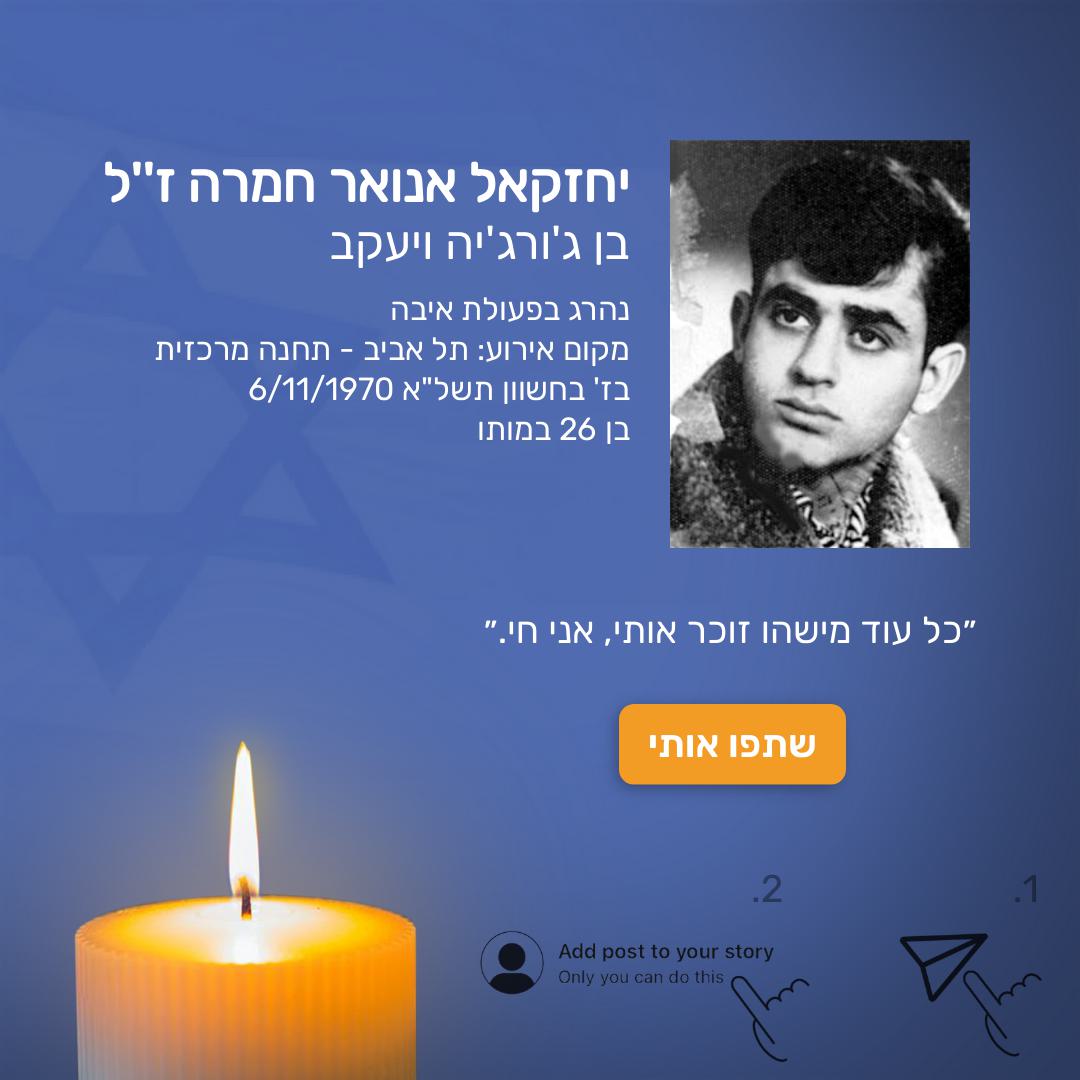 יחזקאל אנואר חמרה ז"ל
בן ג'ורג'יה ויעקב
נהרג בפעולת איבה
מקום אירוע: תל אביב - תחנה מרכזית
בז' בחשוון תשל"א 6/11/1970
בן 26 במותו
״כל עוד מישהו זוכר אותי, אני חי.״
שתפו אותי
1.
2.
Add post to your story
Only you can do this